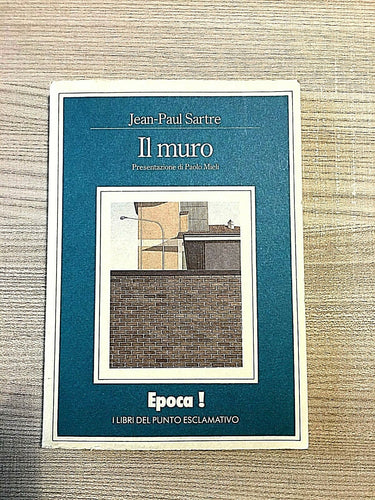 Jean-Paul Sartre
Il muro
Presentazione di Paolo Mieli
Epoca !
I LIBRI DEL PUNTO ESCLAMATIVO